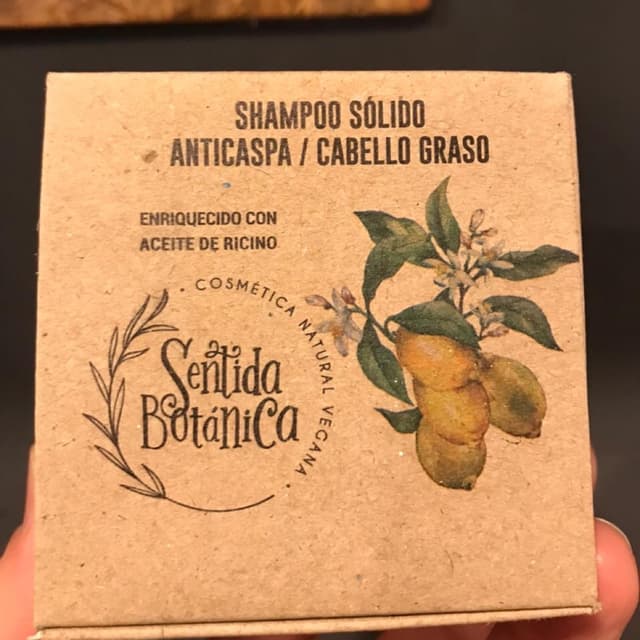 SHAMPOO SÓLIDO
ANTICASPA / CABELLO GRASO
ENRIQUECIDO CON
ACEITE DE RICINO
· COSMÉTICA NATURAL VEGANA ·
Sentida
Botánica